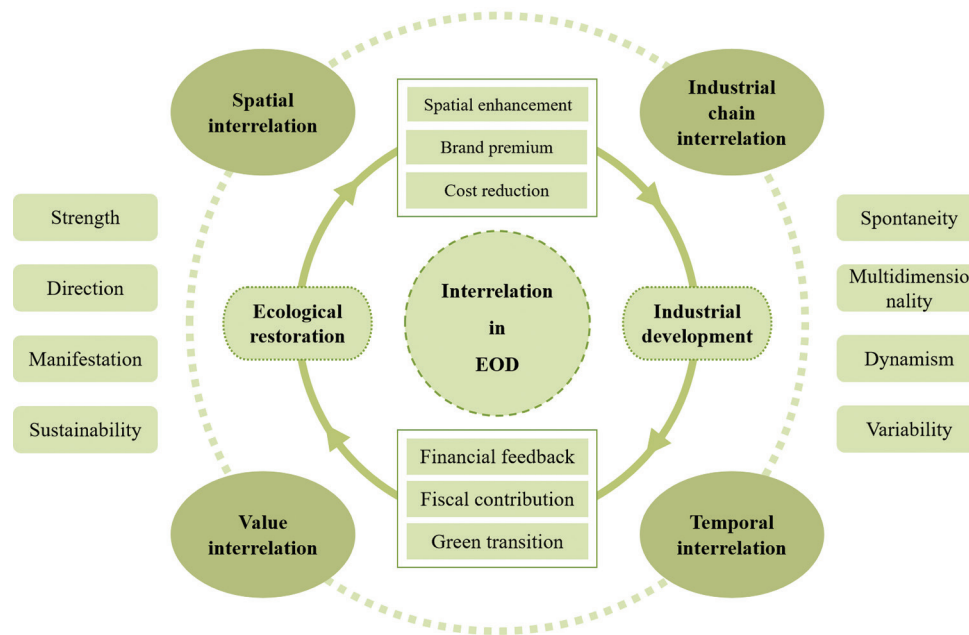 Spatial
interrelation
Industrial
chain
interrelation
Spatial enhancement
Brand premium
Cost reduction
Strength
Direction
Manifestation
Sustainability
Ecological
restoration
Interrelation
in
EOD
Industrial
development
Spontaneity
Multidimensio
nality
Dynamism
Variability
Financial feedback
Fiscal contribution
Green transition
Value
interrelation
Temporal
interrelation